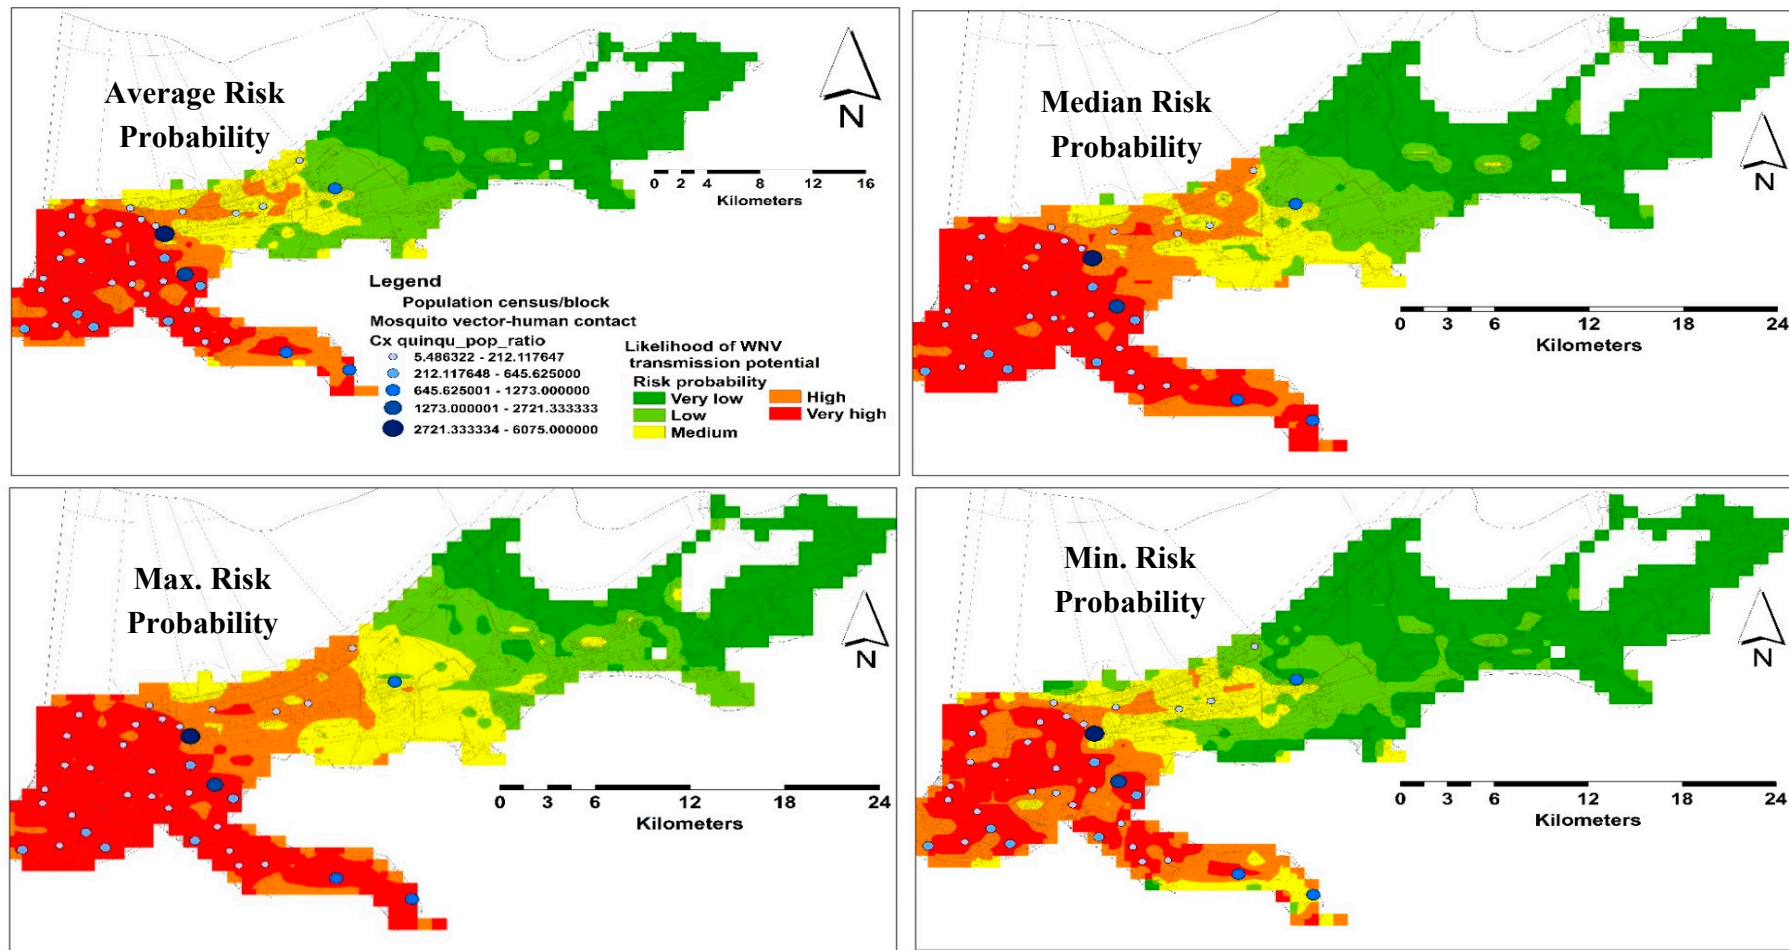 Average Risk
Probability
N
0 2 4 8 12 16
Kilometers
Legend
Population census/block
Mosquito vector-human contact
Cx quinqu_pop_ratio
5.486322 - 212.117647
212.117648 - 645.625000
645.625001 - 1273.000000
1273.000001 - 2721.333333
2721.333334 - 6075.000000
Likelihood of WNV
transmission potential
Risk probability
Very low
Low
Medium
High
Very high
Median Risk
Probability
N
0 3 6 12 18 24
Kilometers
Max. Risk
Probability
N
0 3 6 12 18 24
Kilometers
Min. Risk
Probability
N
0 3 6 12 18 24
Kilometers